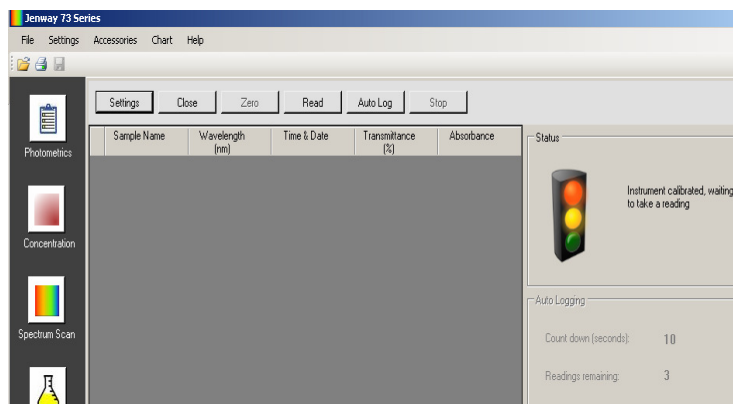 Jenway 73 Series
File Settings Accessories Chart Help
Settings Close Zero Read Auto Log Stop
Sample Name Wavelength (nm) Time & Date Transmittance (%) Absorbance
Photometrics
Concentration
Spectrum Scan
Status
Instrument calibrated, waiting
to take a reading
Auto Logging
Count down (seconds): 10
Readings remaining: 3